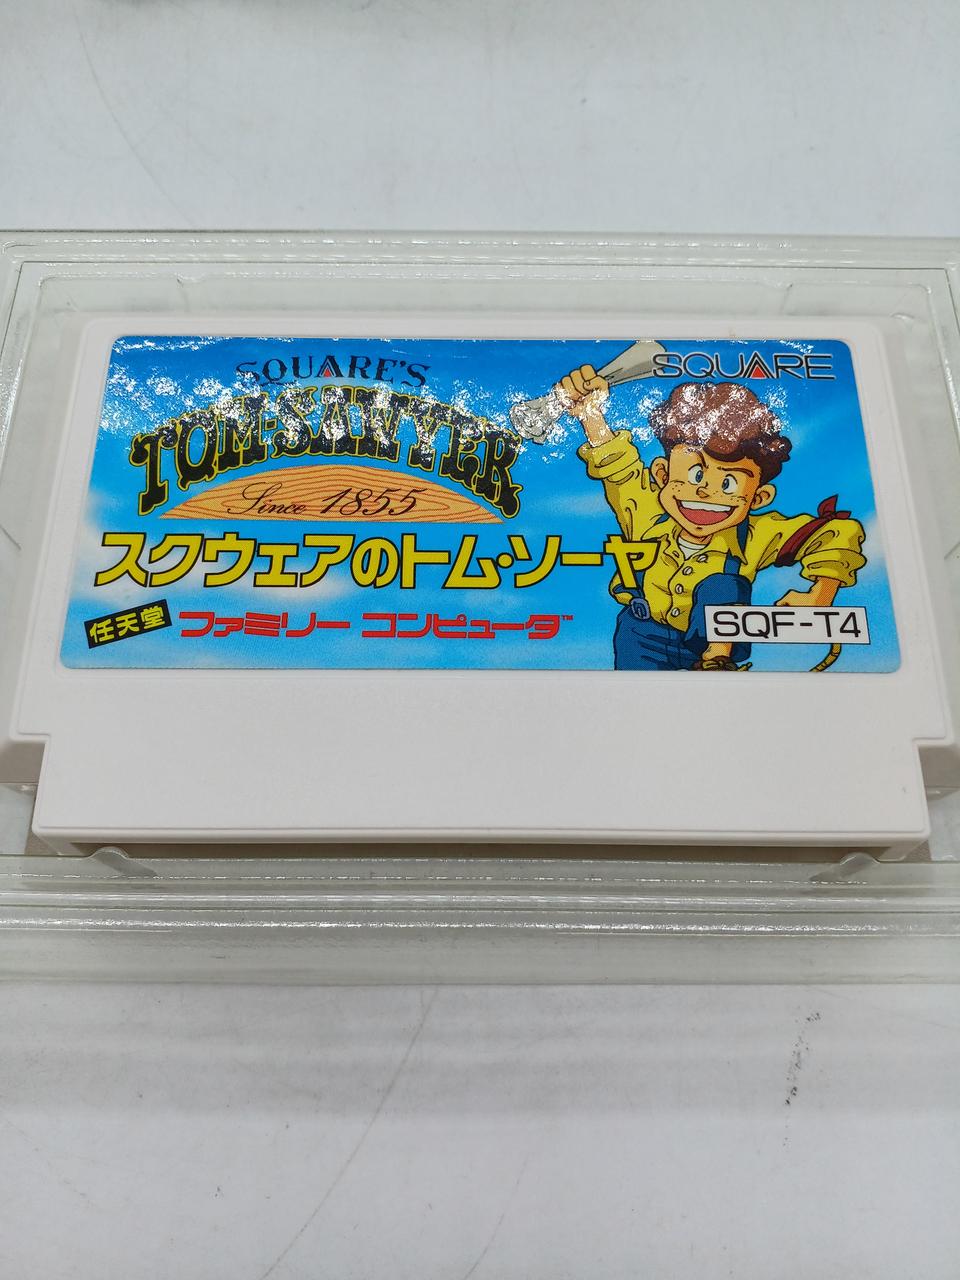 SQUARE'S
SQUARE
TOM·SAWYER
Since 1855
スクウェアのトム・ソーヤ
任天堂 ファミリー コンピュータ™
SQF-T4